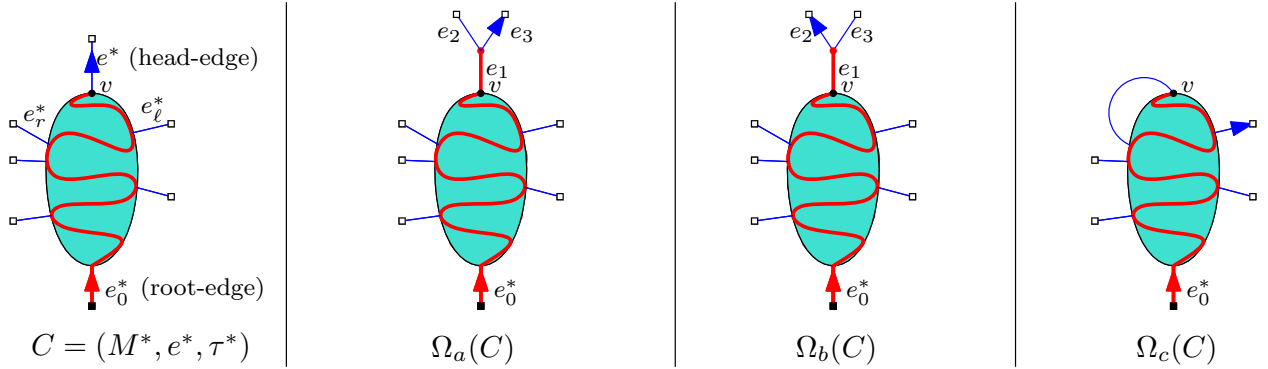 e* (head-edge)
v
e*_r
e*_ℓ
e*_0 (root-edge)
C = (M*, e*, τ*)
e_2
e_3
e_1
v
e*_0
Ω_a(C)
e_2
e_3
e_1
v
e*_0
Ω_b(C)
v
e*_0
Ω_c(C)